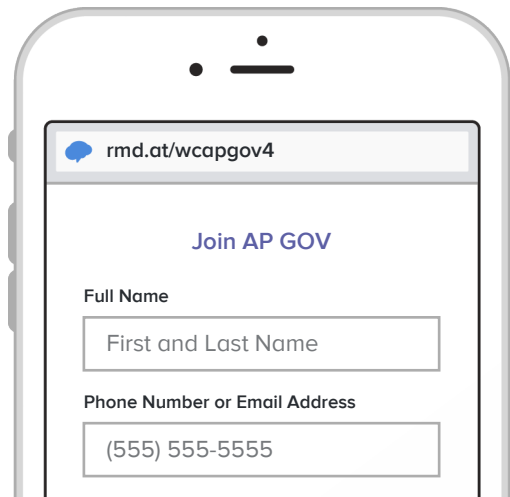 rmd.at/wcapgov4
Join AP GOV
Full Name
First and Last Name
Phone Number or Email Address
(555) 555-5555